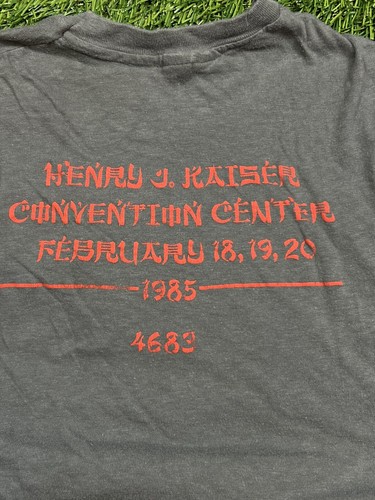 HENRY J. KAISER
CONVENTION CENTER
FEBRUARY 18, 19, 20
1985
4683